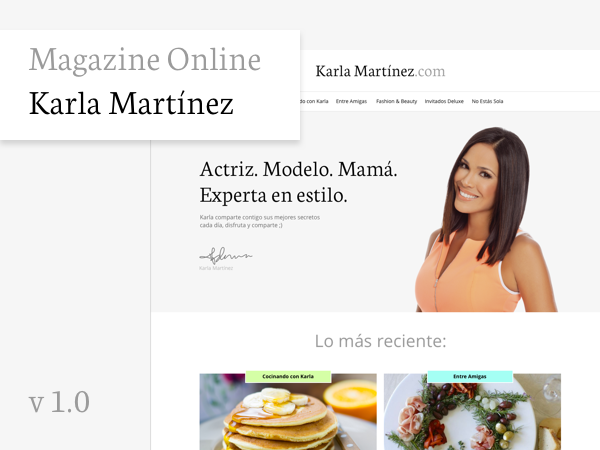 Magazine Online
Karla Martínez
Karla Martínez.com
ndo con Karla Entre Amigas Fashion & Beauty Invitados Deluxe No Estás Sola
Actriz. Modelo. Mamá.
Experta en estilo.
Karla comparte contigo sus mejores secretos
cada día, disfruta y comparte ;)
Karla Martínez
Lo más reciente:
Cocinando con Karla
Entre Amigas
v 1.0